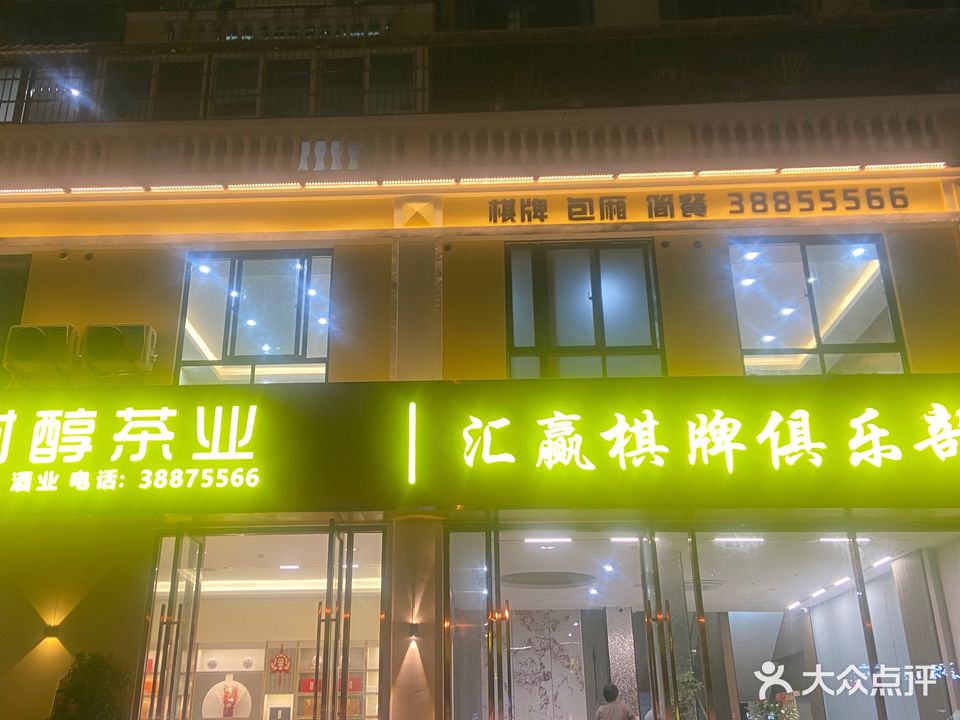 棋牌 包厢 简餐 38855566
醇茶业
酒业 电话: 38875566
汇赢棋牌俱乐部
大众点评